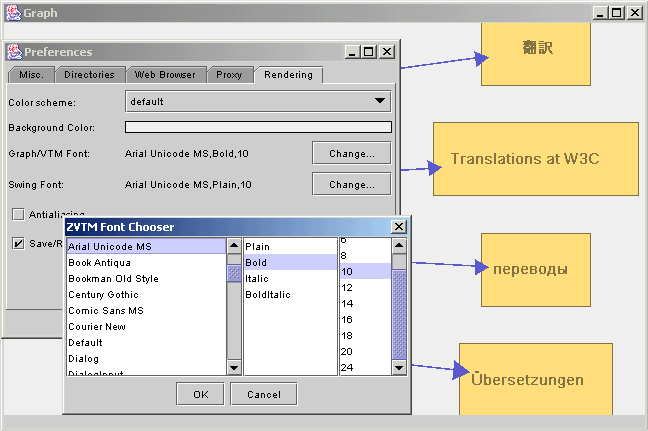 Graph
翻訳
Preferences
Misc. Directories Web Browser Proxy Rendering
Color scheme: default
Background Color:
Graph/VTM Font: Arial Unicode MS,Bold,10 Change...
Translations at W3C
Swing Font: Arial Unicode MS,Plain,10 Change...
Antialiasing
Save/R
ZVTM Font Chooser
Arial Unicode MS Plain 6
Book Antiqua Bold 8
Bookman Old Style Italic 10
Century Gothic BoldItalic 12
Comic Sans MS 14
Courier New 16
Default 18
Dialog 20
DialogInput 24
OK Cancel
переводы
Übersetzungen